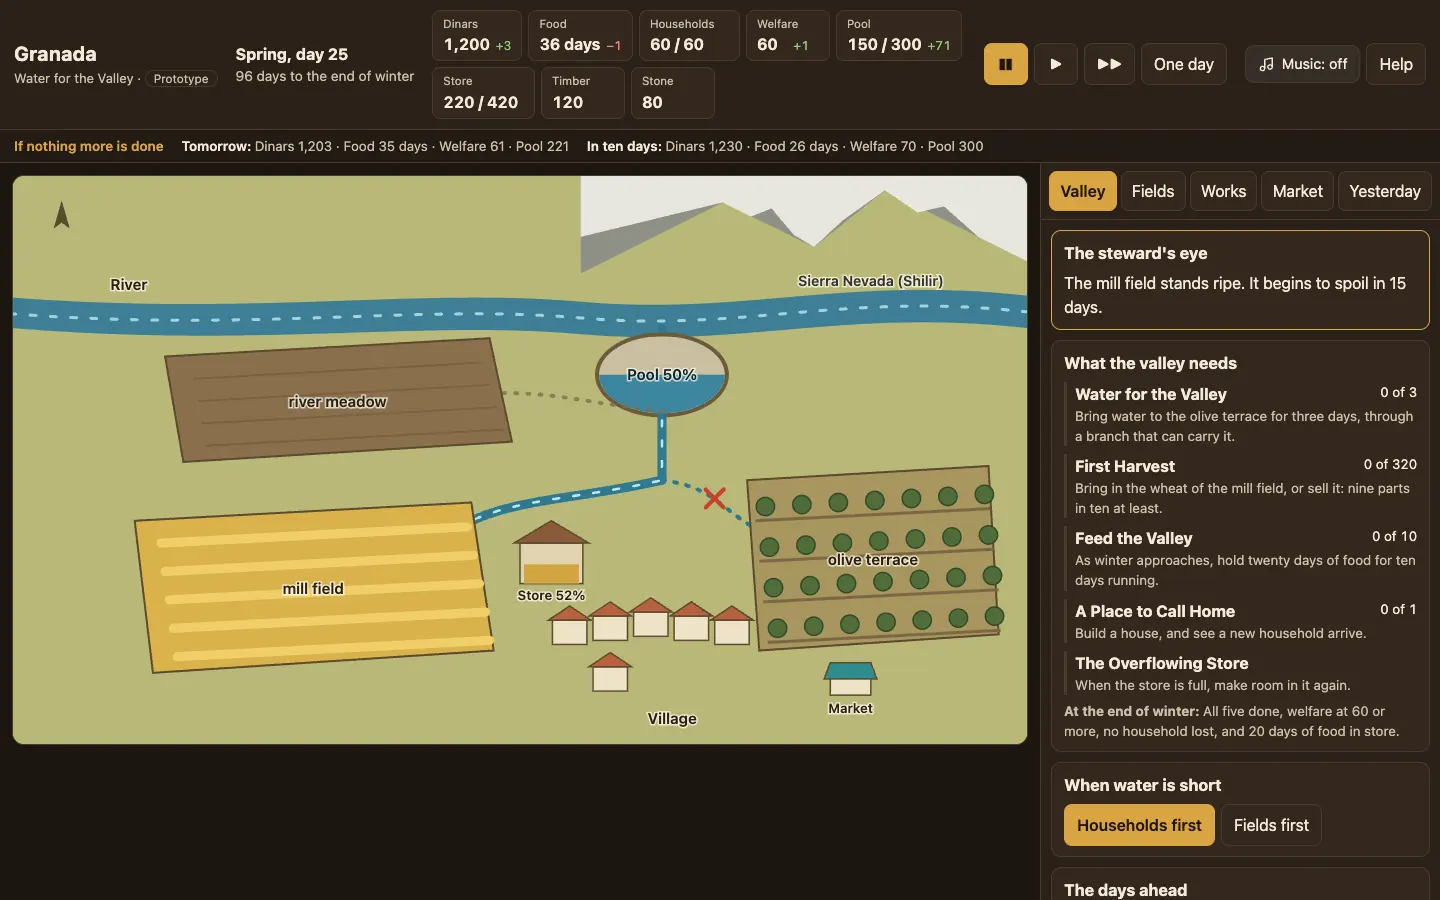 Granada
Water for the Valley · Prototype
Spring, day 25
96 days to the end of winter
Dinars
1,200 +3
Food
36 days −1
Households
60 / 60
Welfare
60 +1
Pool
150 / 300 +71
Store
220 / 420
Timber
120
Stone
80
One day
Music: off
Help
If nothing more is done Tomorrow: Dinars 1,203 · Food 35 days · Welfare 61 · Pool 221 In ten days: Dinars 1,230 · Food 26 days · Welfare 70 · Pool 300
River
Sierra Nevada (Shilir)
Pool 50%
river meadow
olive terrace
mill field
Store 52%
Market
Village
Valley
Fields
Works
Market
Yesterday
The steward's eye
The mill field stands ripe. It begins to spoil in 15
days.
What the valley needs
Water for the Valley 0 of 3
Bring water to the olive terrace for three days, through
a branch that can carry it.
First Harvest 0 of 320
Bring in the wheat of the mill field, or sell it: nine parts
in ten at least.
Feed the Valley 0 of 10
As winter approaches, hold twenty days of food for ten
days running.
A Place to Call Home 0 of 1
Build a house, and see a new household arrive.
The Overflowing Store
When the store is full, make room in it again.
At the end of winter: All five done, welfare at 60 or
more, no household lost, and 20 days of food in store.
When water is short
Households first
Fields first
The days ahead